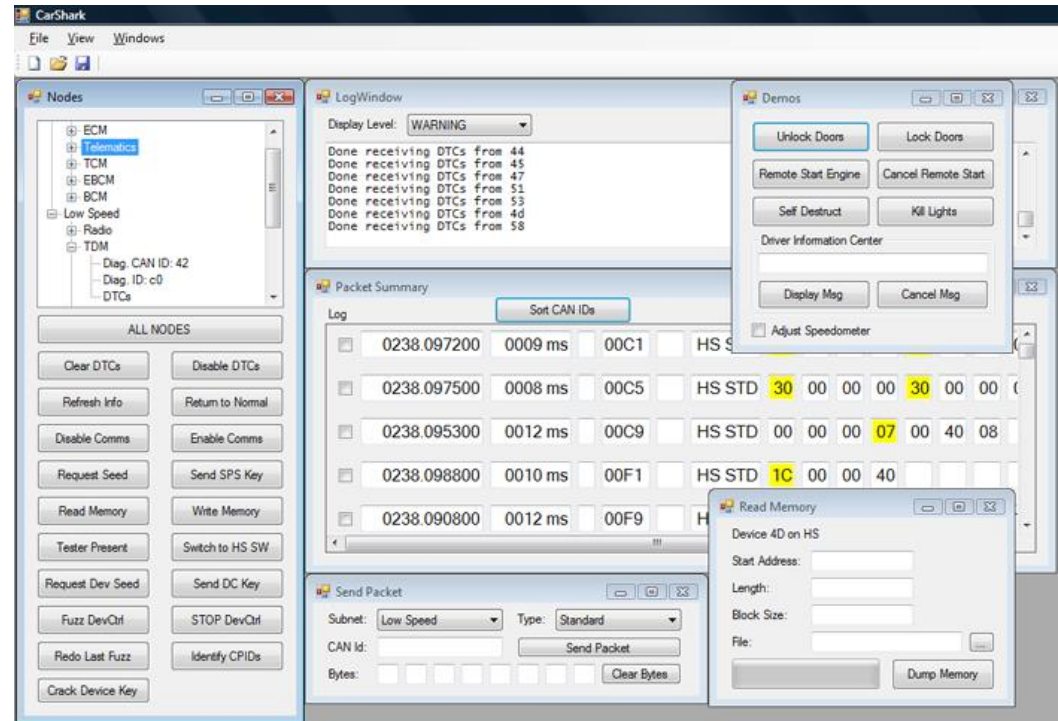 CarShark
File View Windows
Nodes
ECM
Telematics
TCM
EBCM
BCM
Low Speed
Radio
TDM
Diag. CAN ID: 42
Diag. ID: c0
DTCs
ALL NODES
Clear DTCs Disable DTCs
Refresh Info Return to Normal
Disable Comms Enable Comms
Request Seed Send SPS Key
Read Memory Write Memory
Tester Present Switch to HS SW
Request Dev Seed Send DC Key
Fuzz DevCtrl STOP DevCtrl
Redo Last Fuzz Identify CPIDs
Crack Device Key
LogWindow
Display Level: WARNING
Done receiving DTCs from 44
Done receiving DTCs from 45
Done receiving DTCs from 47
Done receiving DTCs from 51
Done receiving DTCs from 53
Done receiving DTCs from 4d
Done receiving DTCs from 58
Demos
Unlock Doors Lock Doors
Remote Start Engine Cancel Remote Start
Self Destruct Kill Lights
Driver Information Center
Display Msg Cancel Msg
Adjust Speedometer
Packet Summary
Log Sort CAN IDs
0238.097200 0009 ms 00C1 HS
0238.097500 0008 ms 00C5 HS STD 30 00 00 00 30 00 00
0238.095300 0012 ms 00C9 HS STD 00 00 00 07 00 40 08
0238.098800 0010 ms 00F1 HS STD 1C 00 00 40
0238.090800 0012 ms 00F9
Send Packet
Subnet: Low Speed Type: Standard
CAN Id: Send Packet
Bytes: Clear Bytes
Read Memory
Device 4D on HS
Start Address:
Length:
Block Size:
File: ...
Dump Memory